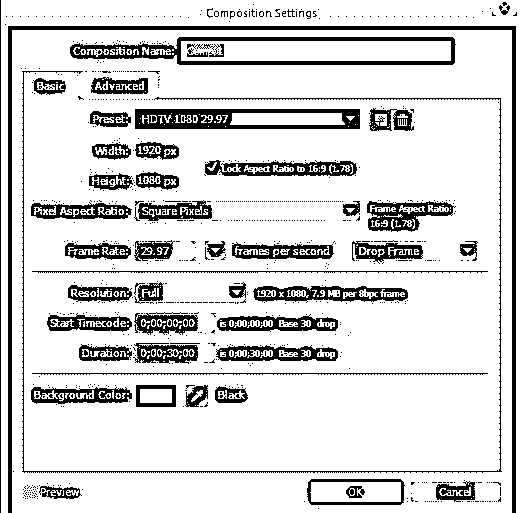 Composition Settings
Composition Name: Comp 1
Basic Advanced
Preset: HDTV 1080 29.97
Width: 1920 px
Lock Aspect Ratio to 16:9 (1.78)
Height: 1080 px
Pixel Aspect Ratio: Square Pixels Frame Aspect Ratio:
16:9 (1.78)
Frame Rate: 29.97 frames per second Drop Frame
Resolution: Full 1920 x 1080, 7.9 MB per 8bpc frame
Start Timecode: 0;00;00;00 is 0;00;00;00 Base 30 drop
Duration: 0;00;30;00 is 0;00;30;00 Base 30 drop
Background Color: Black
Preview OK Cancel